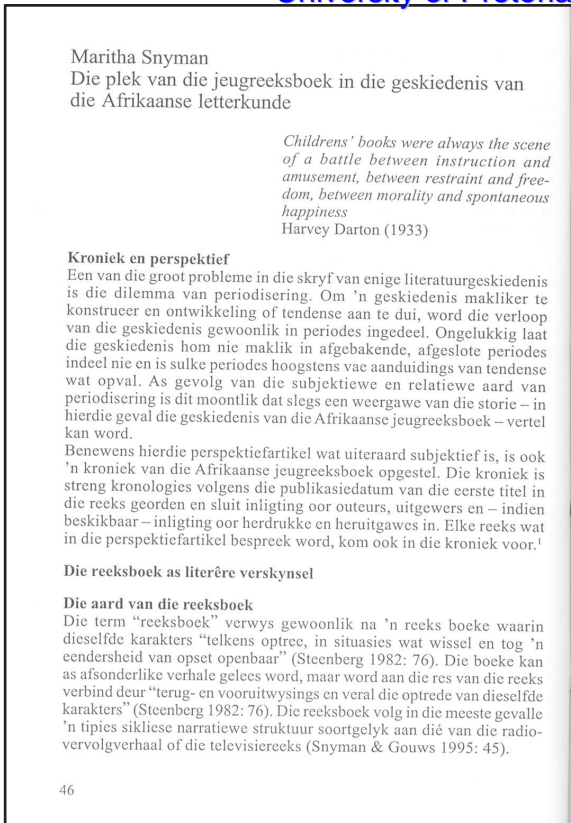 Maritha Snyman
Die plek van die jeugreeksboek in die geskiedenis van
die Afrikaanse letterkunde
Childrens' books were always the scene
of a battle between instruction and
amusement, between restraint and free-
dom, between morality and spontaneous
happiness
Harvey Darton (1933)
Kroniek en perspektief
Een van die groot probleme in die skryf van enige literatuurgeskiedenis
is die dilemma van periodisering. Om 'n geskiedenis makliker te
konstrueer en ontwikkeling of tendense aan te dui, word die verloop
van die geskiedenis gewoonlik in periodes ingedeel. Ongelukkig laat
die geskiedenis hom nie maklik in afgebakende, afgeslote periodes
indeel nie en is sulke periodes hoogstens vae aanduidings van tendense
wat opval. As gevolg van die subjektiewe en relatiewe aard van
periodisering is dit moontlik dat slegs een weergawe van die storie – in
hierdie geval die geskiedenis van die Afrikaanse jeugreeksboek – vertel
kan word.
Benewens hierdie perspektiefartikel wat uiteraard subjektief is, is ook
'n kroniek van die Afrikaanse jeugreeksboek opgestel. Die kroniek is
streng kronologies volgens die publikasiedatum van die eerste titel in
die reeks georden en sluit inligting oor outeurs, uitgewers en – indien
beskikbaar – inligting oor herdrukke en heruitgawes in. Elke reeks wat
in die perspektiefartikel bespreek word, kom ook in die kroniek voor.¹
Die reeksboek as literêre verskynsel
Die aard van die reeksboek
Die term "reeksboek" verwys gewoonlik na 'n reeks boeke waarin
dieselfde karakters "telkens optree, in situasies wat wissel en tog 'n
eendersheid van opset openbaar" (Steenberg 1982: 76). Die boeke kan
as afsonderlike verhale gelees word, maar word aan die res van die reeks
verbind deur "terug- en vooruitwysings en veral die optrede van dieselfde
karakters" (Steenberg 1982: 76). Die reeksboek volg in die meeste gevalle
'n tipies sikliese narratiewe struktuur soortgelyk aan dié van die radio-
vervolgverhaal of die televisiereeks (Snyman & Gouws 1995: 45).
46